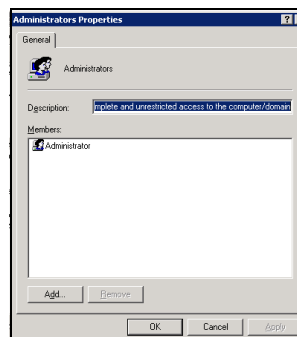 Administrators Properties
?
General
Administrators
Description:
mplete and unrestricted access to the computer/domain
Members:
Administrator
Add...
Remove
OK
Cancel
Apply